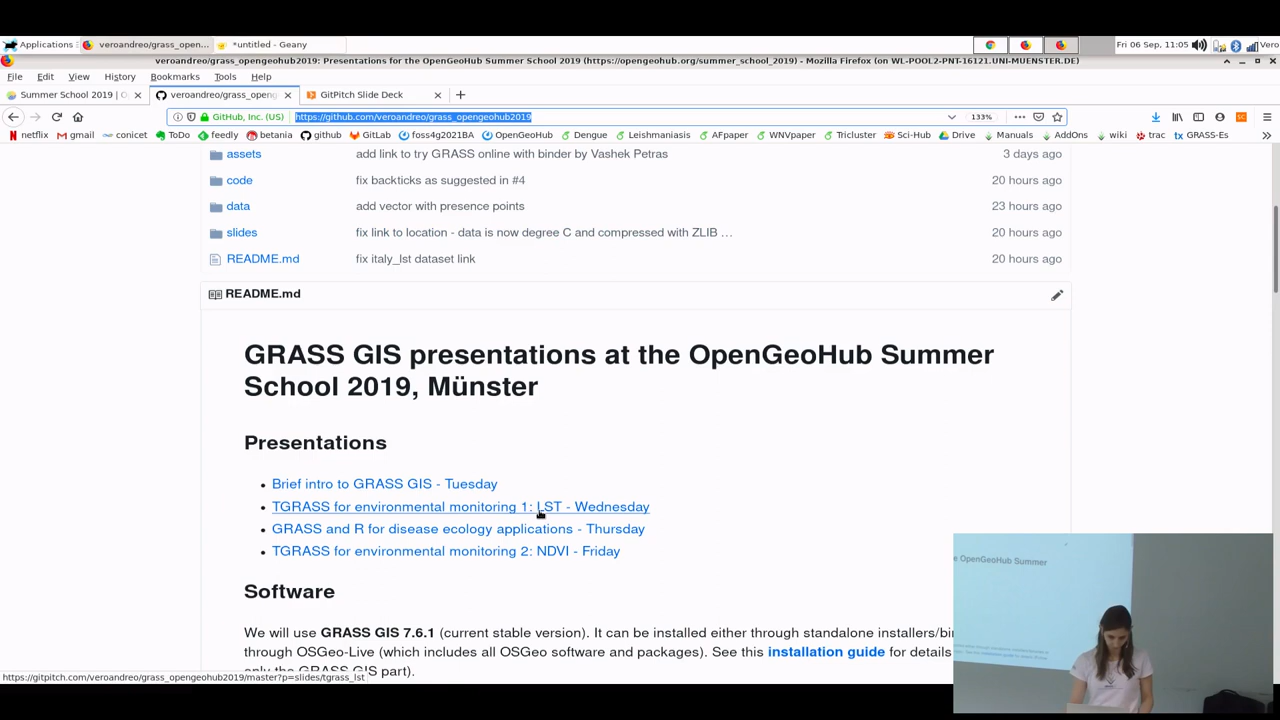 Applications
veroandreo/grass_open...
*untitled - Geany
Fri 06 Sep, 11:05
Vero
veroandreo/grass_opengeohub2019: Presentations for the OpenGeoHub Summer School 2019 (https://opengeohub.org/summer_school_2019) - Mozilla Firefox (on WL-POOL2-PNT-16121.UNI-MUENSTER.DE)
File Edit View History Bookmarks Tools Help
Summer School 2019 | O
veroandreo/grass_openg
GitPitch Slide Deck
GitHub, Inc. (US)
https://github.com/veroandreo/grass_opengeohub2019
133%
netflix gmail conicet ToDo feedly betania github GitLab foss4g2021BA OpenGeoHub Dengue Leishmaniasis AFpaper WNVpaper Tricluster Sci-Hub Drive Manuals AddOns wiki trac GRASS-Es
assets add link to try GRASS online with binder by Vashek Petras 3 days ago
code fix backticks as suggested in #4 20 hours ago
data add vector with presence points 23 hours ago
slides fix link to location - data is now degree C and compressed with ZLIB … 20 hours ago
README.md fix italy_lst dataset link 20 hours ago
README.md
GRASS GIS presentations at the OpenGeoHub Summer
School 2019, Münster
Presentations
Brief intro to GRASS GIS - Tuesday
TGRASS for environmental monitoring 1: LST - Wednesday
GRASS and R for disease ecology applications - Thursday
TGRASS for environmental monitoring 2: NDVI - Friday
Software
We will use GRASS GIS 7.6.1 (current stable version). It can be installed either through standalone installers/bi
through OSGeo-Live (which includes all OSGeo software and packages). See this installation guide for details
only the GRASS GIS part).
https://gitpitch.com/veroandreo/grass_opengeohub2019/master?p=slides/tgrass_lst
e OpenGeoHub Summer